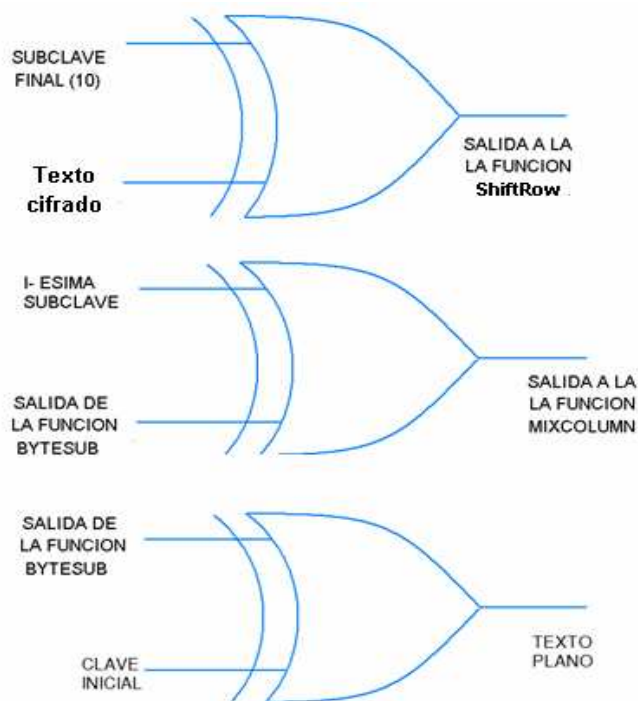 SUBCLAVE
FINAL (10)
Texto
cifrado
SALIDA A LA
LA FUNCION
ShiftRow
I- ESIMA
SUBCLAVE
SALIDA DE
LA FUNCION
BYTESUB
SALIDA A LA
LA FUNCION
MIXCOLUMN
SALIDA DE
LA FUNCION
BYTESUB
CLAVE
INICIAL
TEXTO
PLANO